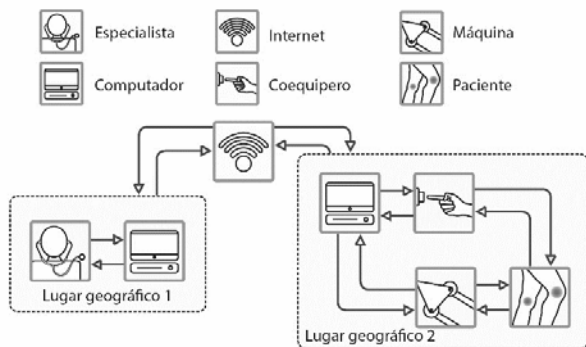 Especialista
Internet
Máquina
Computador
Coequipero
Paciente
Lugar geográfico 1
Lugar geográfico 2